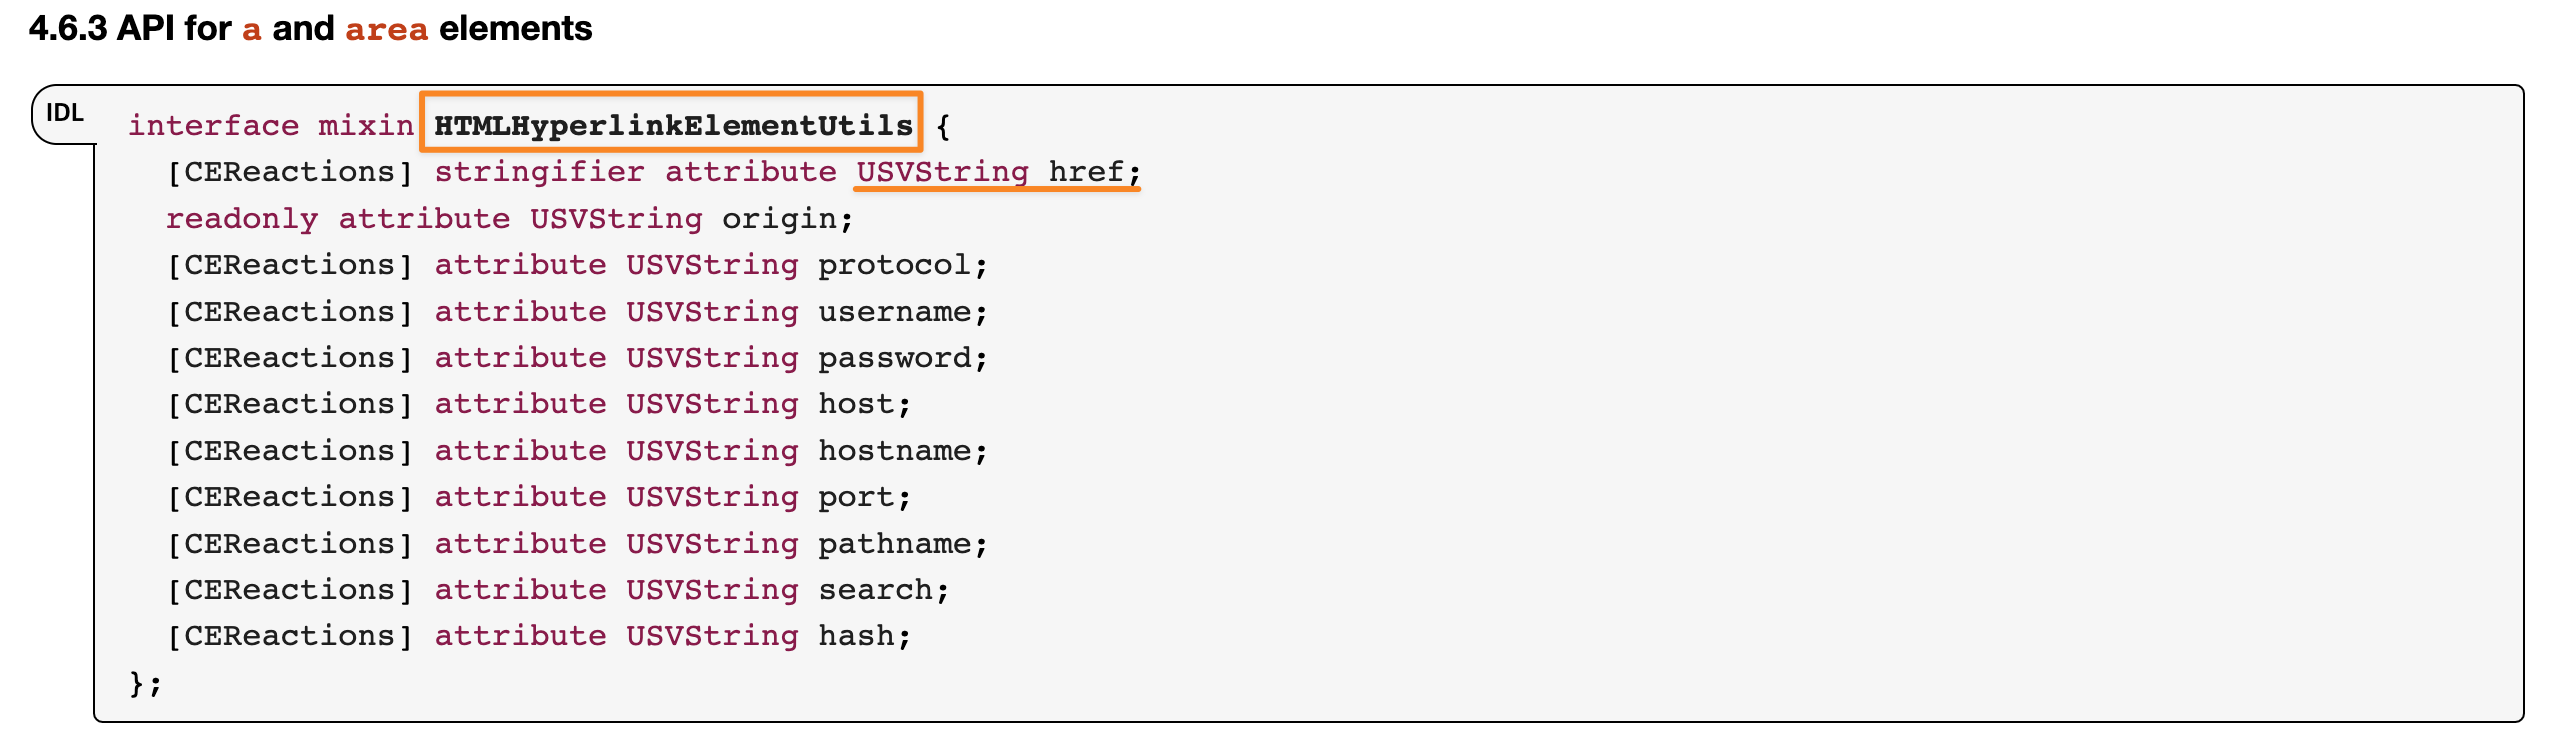 4.6.3 API for a and area elements
IDL
interface mixin HTMLHyperlinkElementUtils {
[CEReactions] stringifier attribute USVString href;
readonly attribute USVString origin;
[CEReactions] attribute USVString protocol;
[CEReactions] attribute USVString username;
[CEReactions] attribute USVString password;
[CEReactions] attribute USVString host;
[CEReactions] attribute USVString hostname;
[CEReactions] attribute USVString port;
[CEReactions] attribute USVString pathname;
[CEReactions] attribute USVString search;
[CEReactions] attribute USVString hash;
};